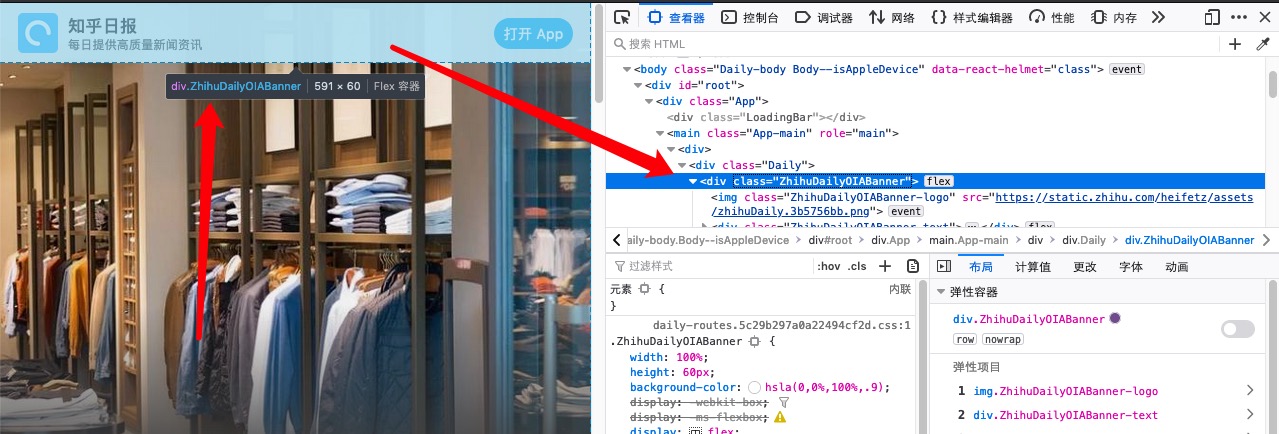 知乎日报
每日提供高质量新闻资讯
打开 App
div.ZhihuDailyOIABanner 591 × 60 Flex 容器
查看器 控制台 调试器 网络 样式编辑器 性能 内存
搜索 HTML
<body class="Daily-body Body--isAppleDevice" data-react-helmet="class"> event
<div id="root">
<div class="App">
<div class="LoadingBar"></div>
<main class="App-main" role="main">
<div>
<div class="Daily">
<div class="ZhihuDailyOIABanner"> flex
<img class="ZhihuDailyOIABanner-logo" src="https://static.zhihu.com/heifetz/assets
/zhihuDaily.3b5756bb.png"> event
<div class="ZhihuDailyOIABanner-text"> </div> flex
aily-body.Body--isAppleDevice div#root div.App main.App-main div div.Daily div.ZhihuDailyOIABanner
过滤样式 :hov .cls
元素 { 内联
}
daily-routes.5c29b297a0a22494cf2d.css:1
.ZhihuDailyOIABanner {
width: 100%;
height: 60px;
background-color: hsla(0,0%,100%,.9);
display: -webkit-box;
display: -ms-flexbox;
display: flex;
布局 计算值 更改 字体 动画
弹性容器
div.ZhihuDailyOIABanner
row nowrap
弹性项目
1 img.ZhihuDailyOIABanner-logo
2 div.ZhihuDailyOIABanner-text